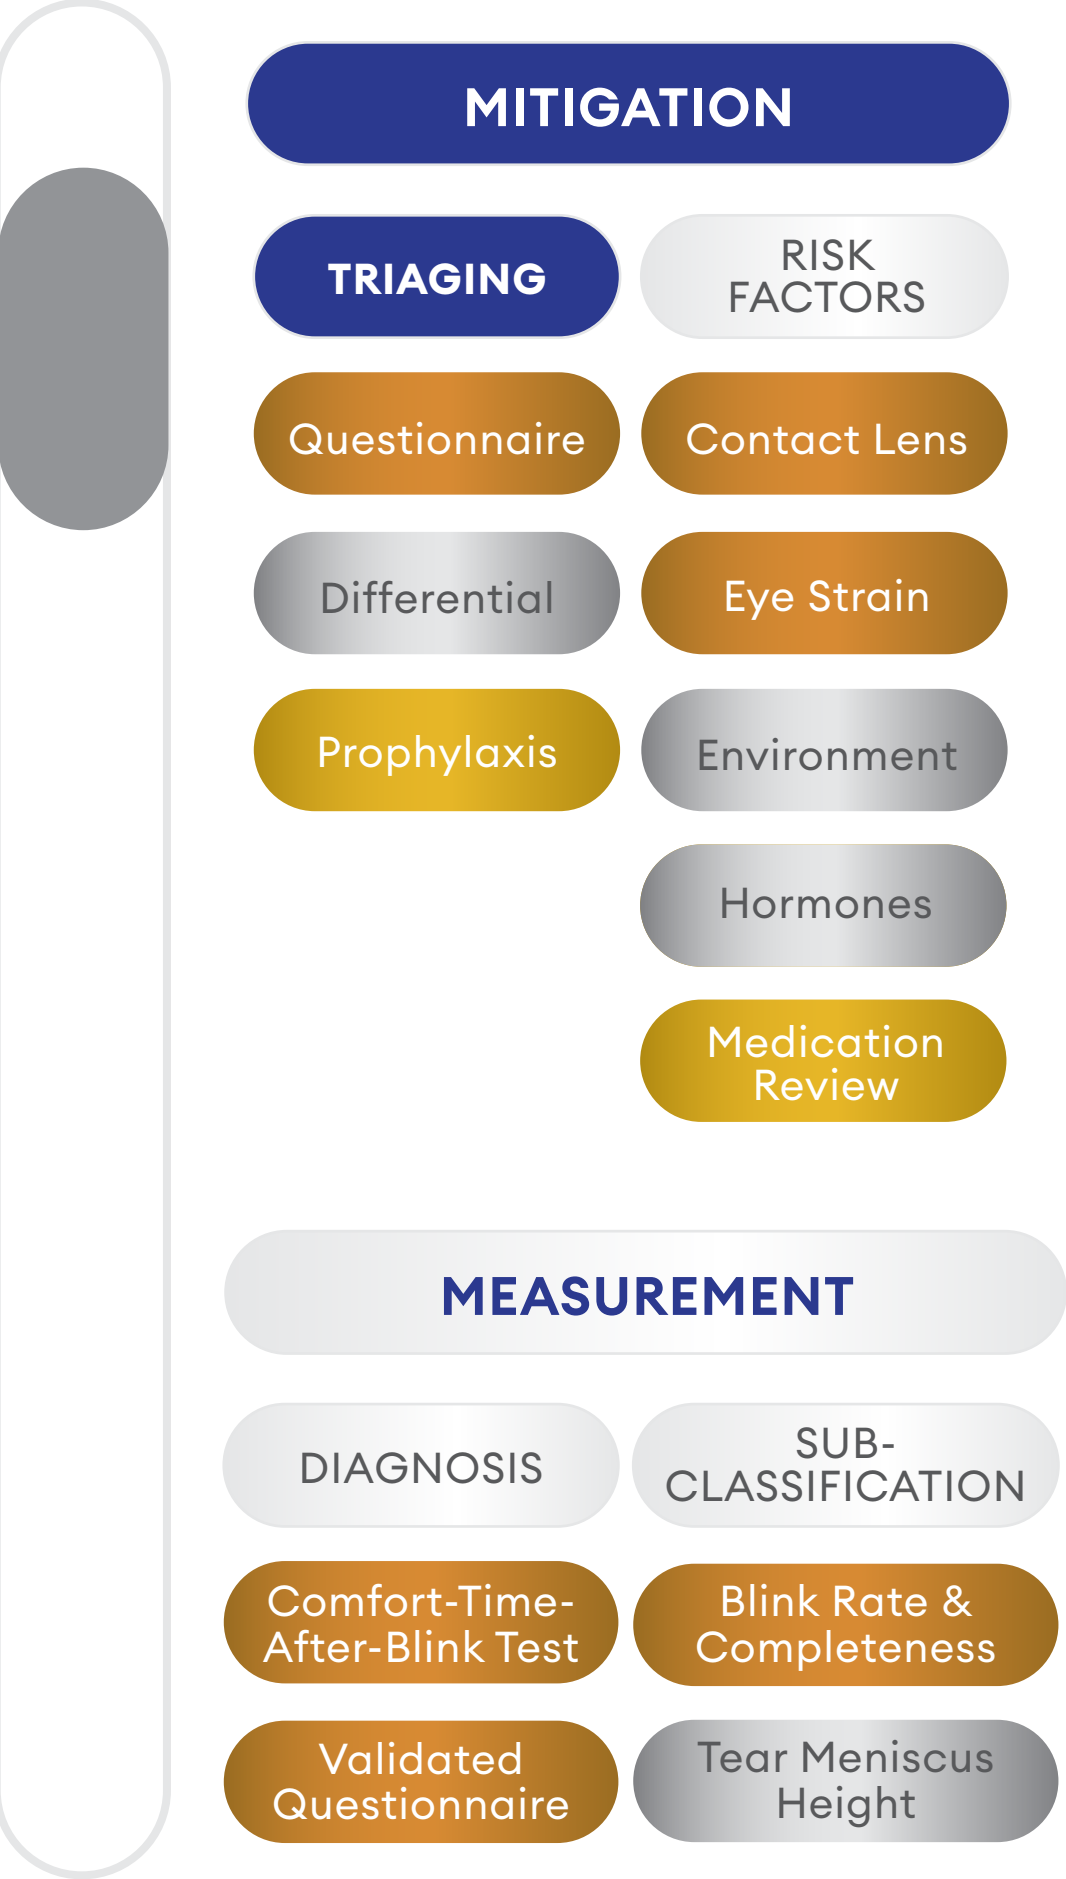 MITIGATION
TRIAGING
RISK
FACTORS
Questionnaire
Contact Lens
Differential
Eye Strain
Prophylaxis
Environment
Hormones
Medication
Review
MEASUREMENT
DIAGNOSIS
SUB-
CLASSIFICATION
Comfort-Time-
After-Blink Test
Blink Rate &
Completeness
Validated
Questionnaire
Tear Meniscus
Height